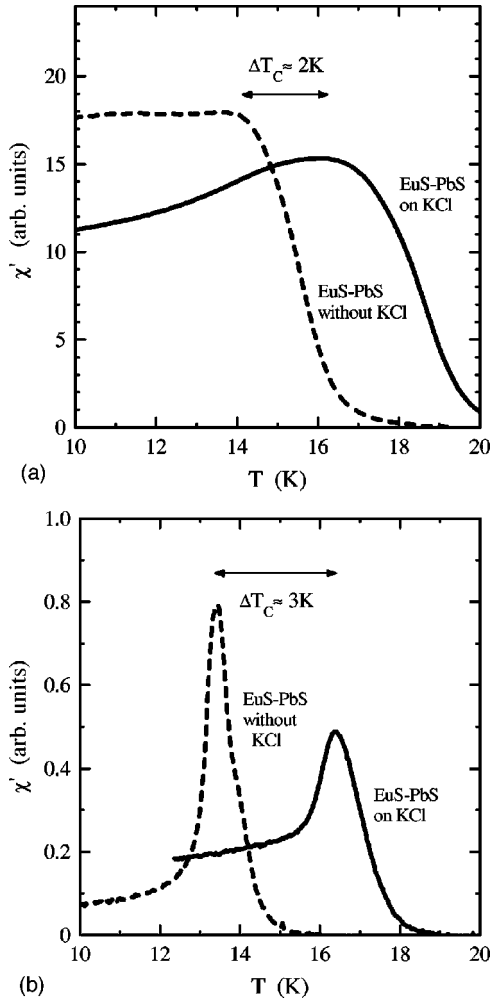 ΔT_C ≈ 2K
20
15
10
5
0
χ' (arb. units)
EuS-PbS
on KCl
EuS-PbS
without KCl
10 12 14 16 18 20
T (K)
(a)
1.0
ΔT_C ≈ 3K
0.8
0.6
0.4
0.2
0
χ' (arb. units)
EuS-PbS
without
KCl
EuS-PbS
on KCl
10 12 14 16 18 20
T (K)
(b)